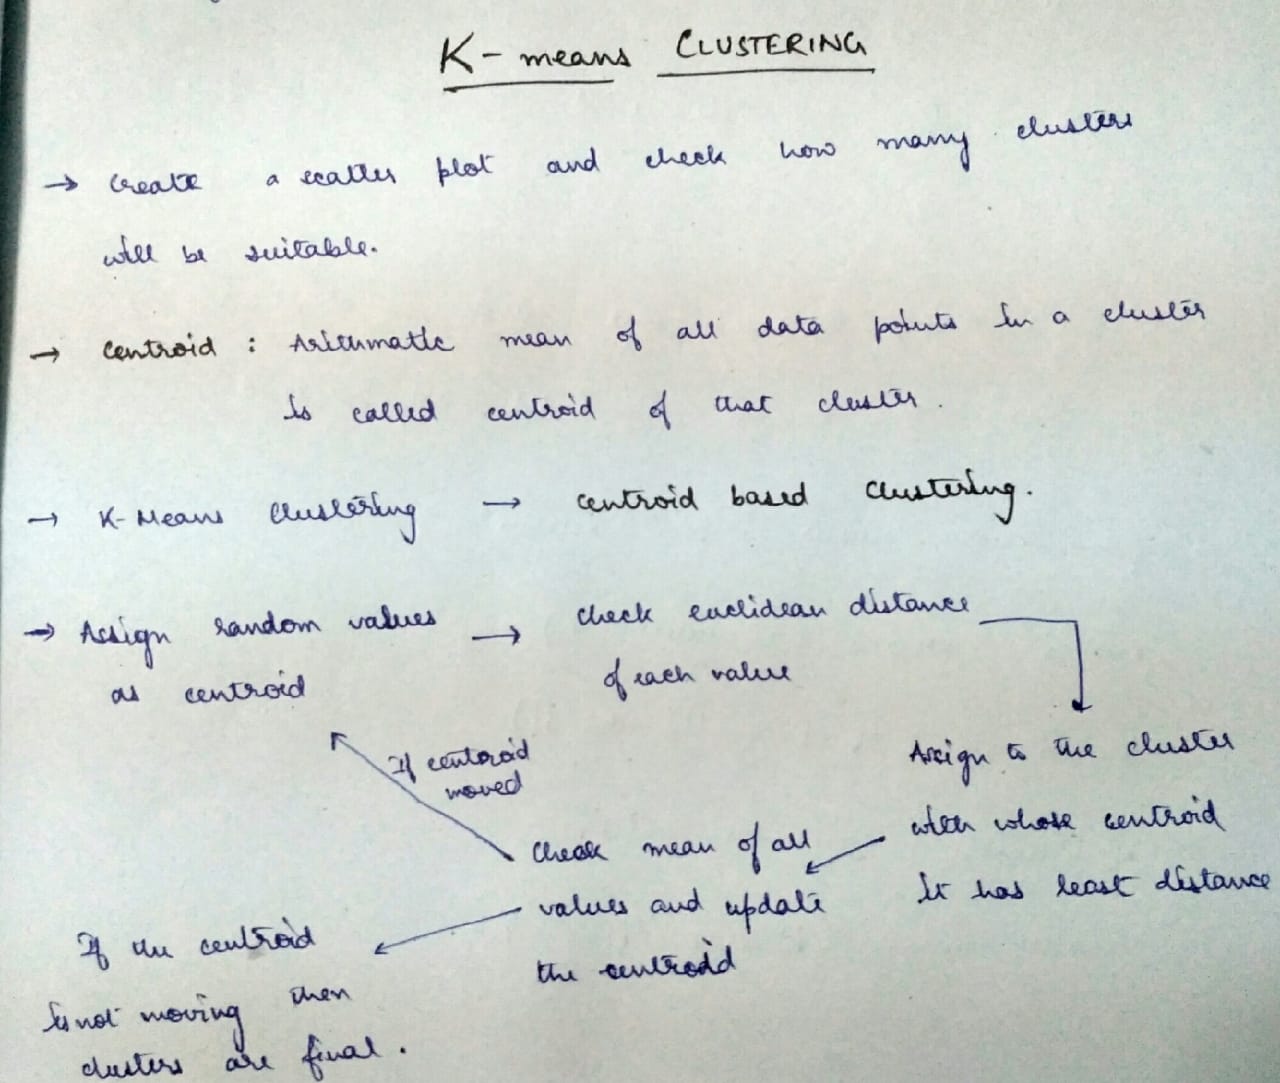 K-means CLUSTERING
→ Create a scatter plot and check how many clusters
will be suitable.
→ Centroid : Arithmatic mean of all data points in a cluster
is called centroid of that cluster.
→ K-Means Clustering → Centroid based Clustering.
→ Assign random values → Check euclidean distance
as centroid of each value
If centroid
moved
Assign to the cluster
with whose centroid
it has least distance
Check mean of all
values and update
the centroid
If the centroid
is not moving then
clusters are final.